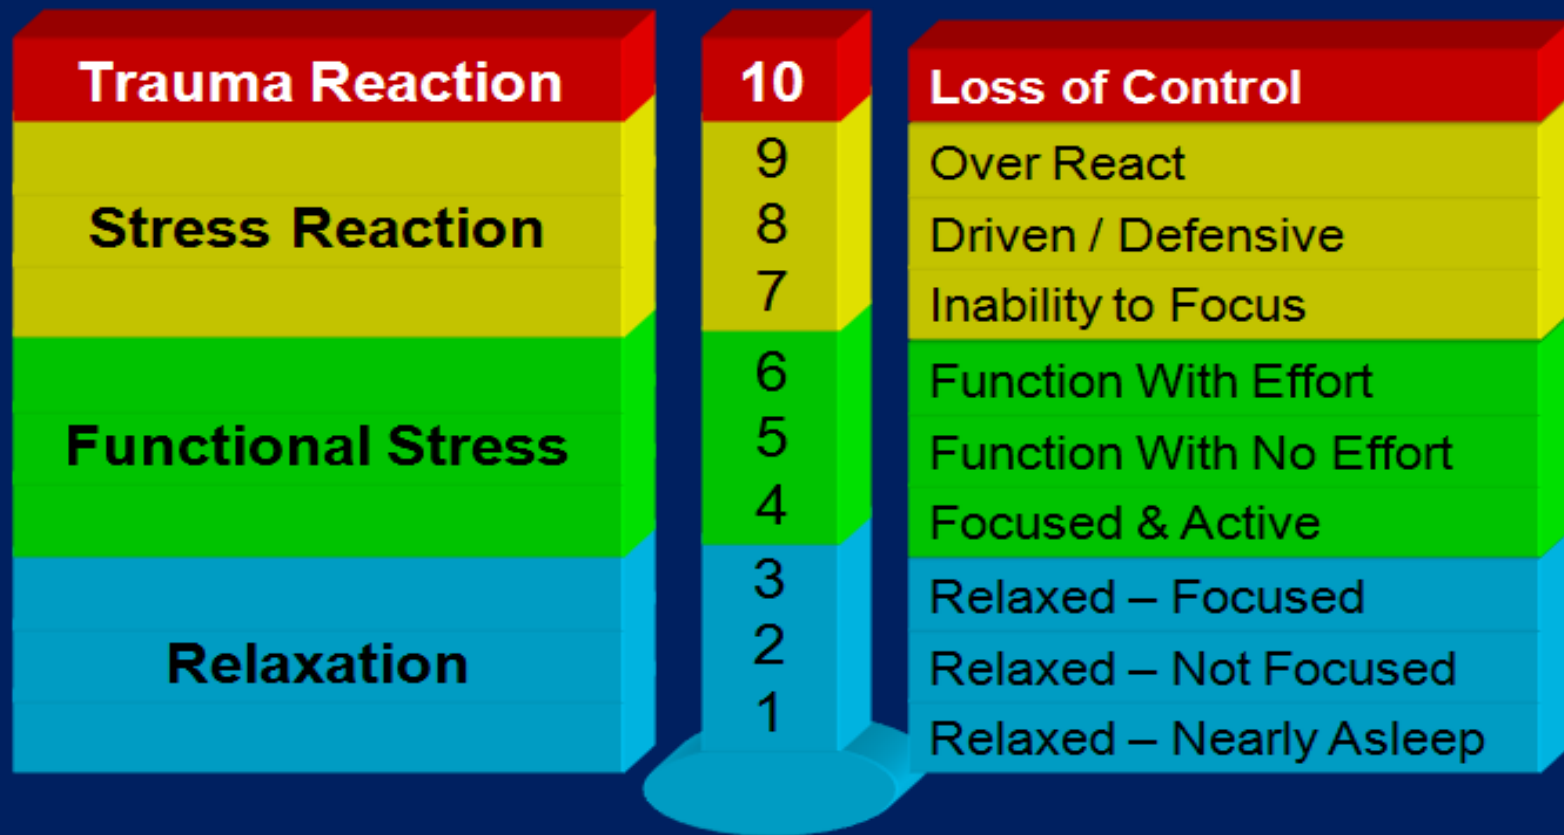 Trauma Reaction
10
Loss of Control
Stress Reaction
9
Over React
8
Driven / Defensive
7
Inability to Focus
Functional Stress
6
Function With Effort
5
Function With No Effort
4
Focused & Active
Relaxation
3
Relaxed – Focused
2
Relaxed – Not Focused
1
Relaxed – Nearly Asleep